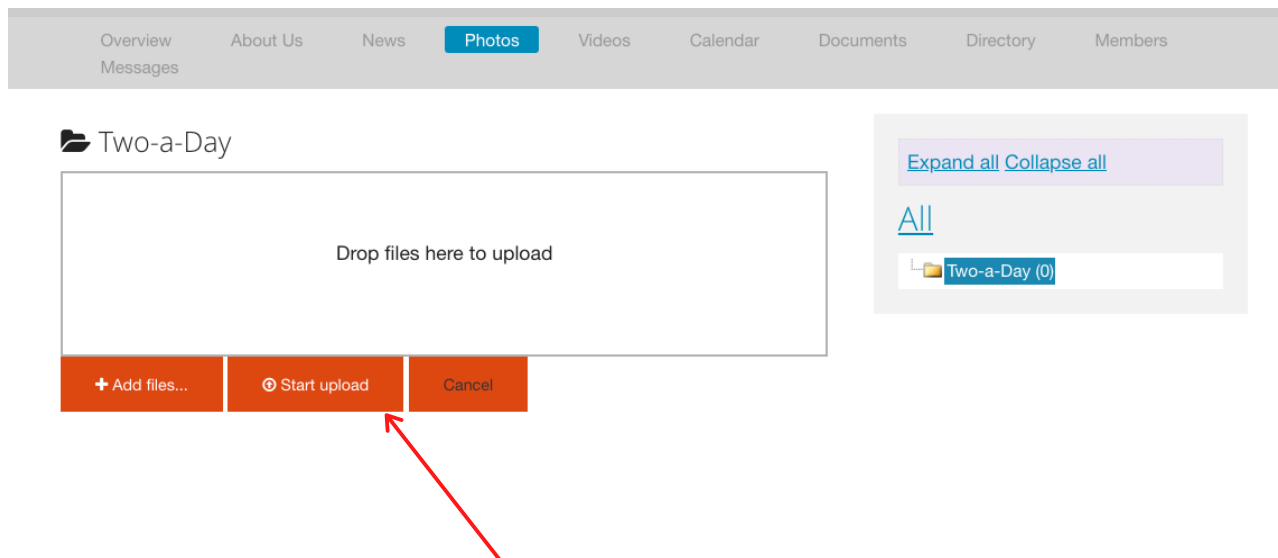 Overview About Us News Photos Videos Calendar Documents Directory Members
Messages
Two-a-Day
Drop files here to upload
Add files... Start upload Cancel
Expand all Collapse all
All
Two-a-Day (0)